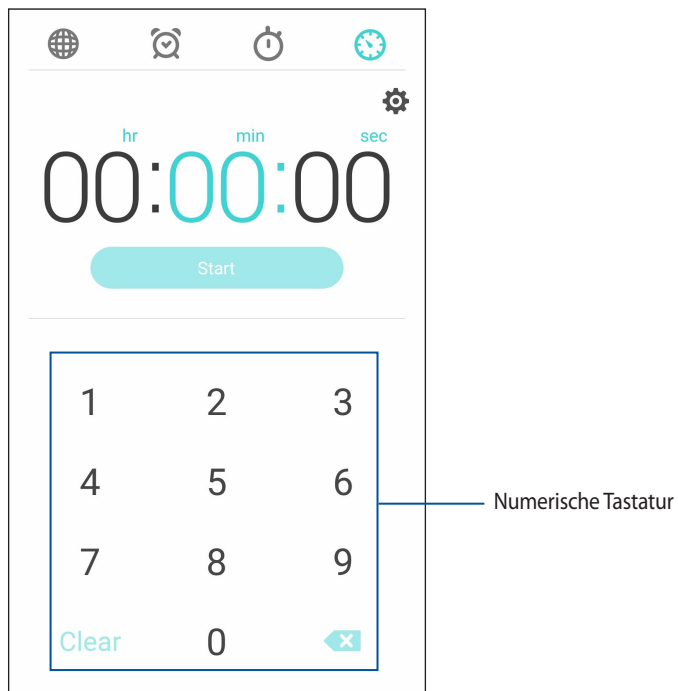 hr min sec
00:00:00
Start
1 2 3
4 5 6
Numerische Tastatur
7 8 9
Clear 0